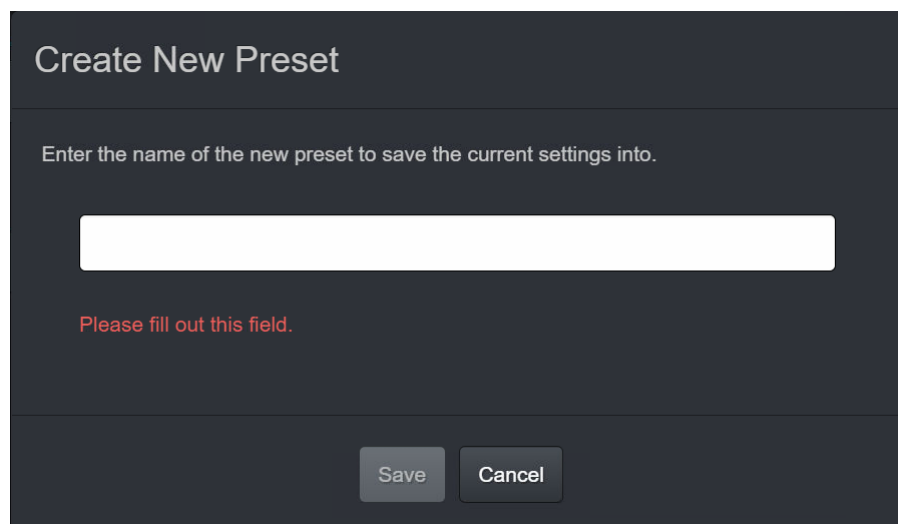 Create New Preset
Enter the name of the new preset to save the current settings into.
Please fill out this field.
Save
Cancel